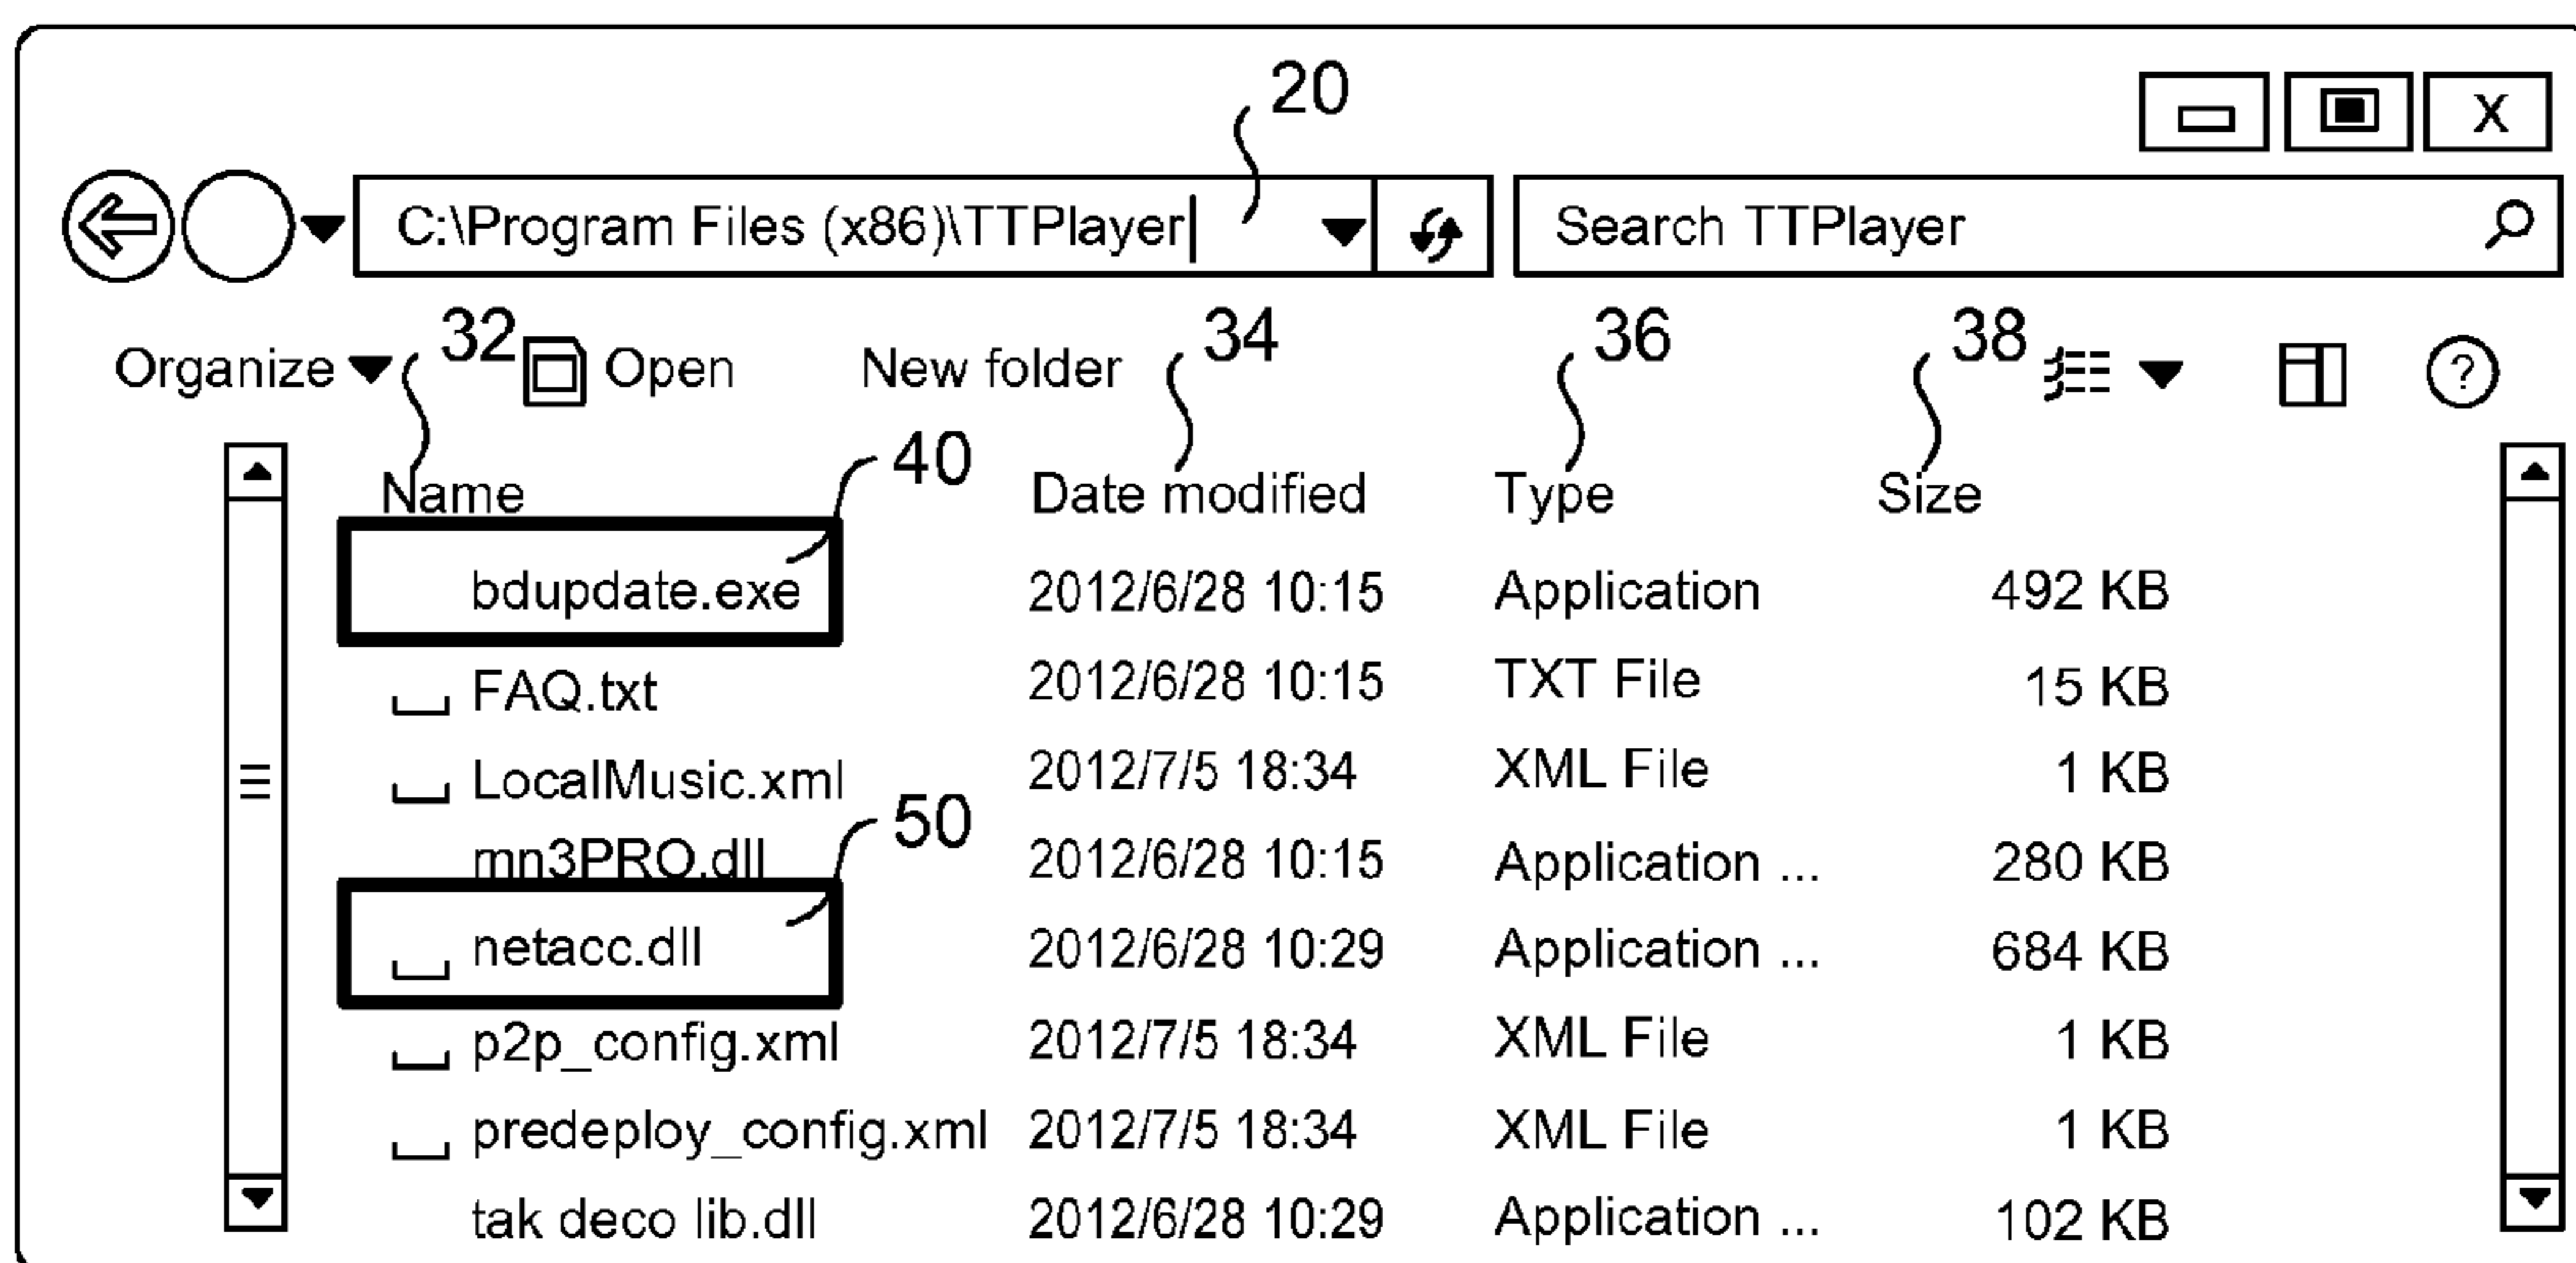 20
X
C:\Program Files (x86)\TTPlayer Search TTPlayer
32 34 36 38
Organize Open New folder ?
40
Name Date modified Type Size
bdupdate.exe 2012/6/28 10:15 Application 492 KB
FAQ.txt 2012/6/28 10:15 TXT File 15 KB
LocalMusic.xml 2012/7/5 18:34 XML File 1 KB
50
mn3PRO.dll 2012/6/28 10:15 Application ... 280 KB
netacc.dll 2012/6/28 10:29 Application ... 684 KB
p2p_config.xml 2012/7/5 18:34 XML File 1 KB
predeploy_config.xml 2012/7/5 18:34 XML File 1 KB
tak deco lib.dll 2012/6/28 10:29 Application ... 102 KB